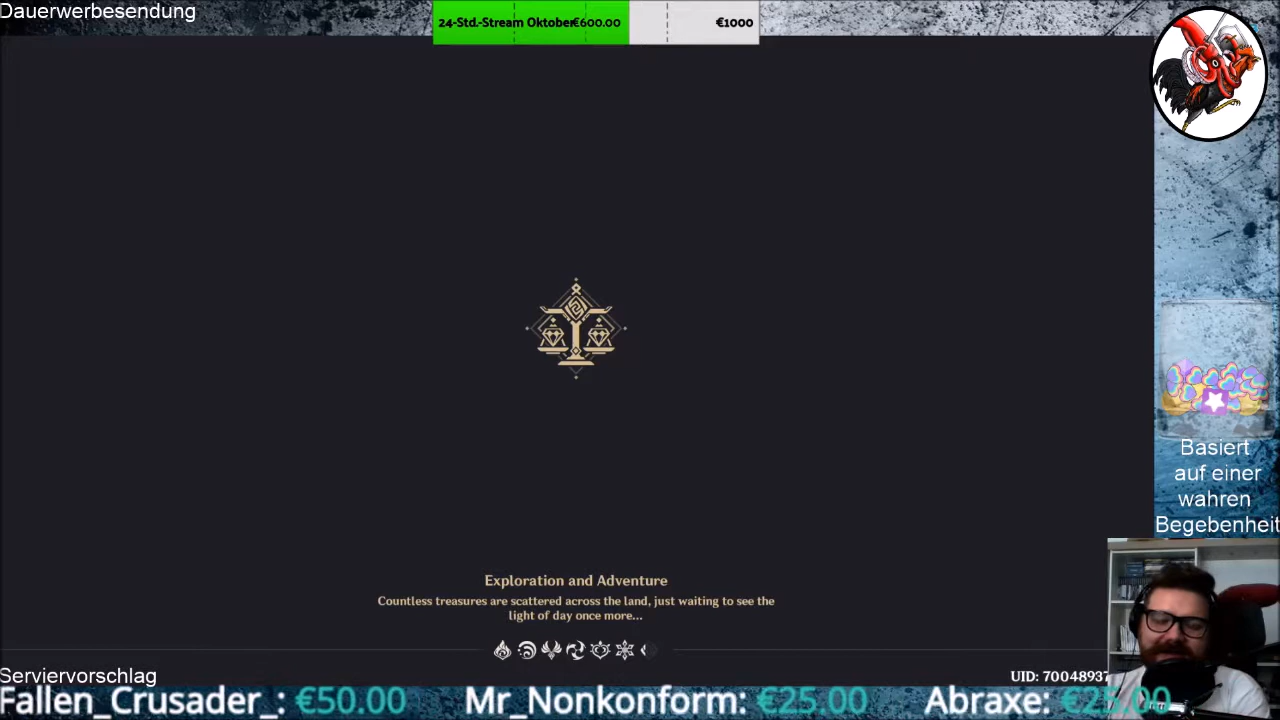 Dauerwerbesendung
24-Std.-Stream Oktober €600.00 €1000
Basiert
auf einer
wahren
Begebenheit
Exploration and Adventure
Countless treasures are scattered across the land, just waiting to see the
light of day once more...
Serviervorschlag
UID: 70048937
Fallen_Crusader_: €50.00 Mr_Nonkonform: €25.00 Abraxe: €25.00